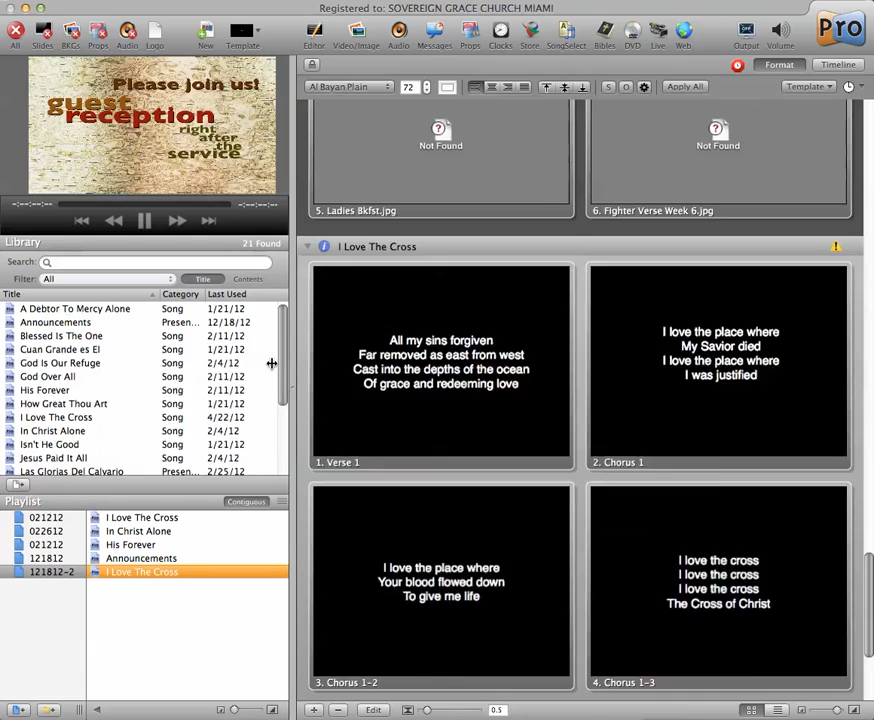 Registered to: SOVEREIGN GRACE CHURCH MIAMI
All Slides BKGs Props Audio Logo New Template Editor Video/Image Audio Messages Props Clocks Store SongSelect Bibles DVD Live Web Output Volume
Pro
Format Timeline
Al Bayan Plain 72 S O Apply All Template
Please join us!
guest
reception
right
after
the
service
--:--:-- --:--:--
Library 21 Found
Search:
Filter: All Title Contents
Title Category Last Used
A Debtor To Mercy Alone Song 1/21/12
Announcements Presen... 12/18/12
Blessed Is The One Song 2/11/12
Cuan Grande es El Song 1/21/12
God Is Our Refuge Song 2/4/12
God Over All Song 2/11/12
His Forever Song 2/11/12
How Great Thou Art Song 1/21/12
I Love The Cross Song 4/22/12
In Christ Alone Song 2/4/12
Isn't He Good Song 1/21/12
Jesus Paid It All Song 2/4/12
Las Glorias Del Calvario Presen... 2/25/12
Playlist Contiguous
021212 I Love The Cross
022612 In Christ Alone
021212 His Forever
121812 Announcements
121812-2 I Love The Cross
? Not Found
5. Ladies Bkfst.jpg
? Not Found
6. Fighter Verse Week 6.jpg
I Love The Cross
All my sins forgiven
Far removed as east from west
Cast into the depths of the ocean
Of grace and redeeming love
1. Verse 1
I love the place where
My Savior died
I love the place where
I was justified
2. Chorus 1
I love the place where
Your blood flowed down
To give me life
3. Chorus 1-2
I love the cross
I love the cross
I love the cross
The Cross of Christ
4. Chorus 1-3
Edit 0.5